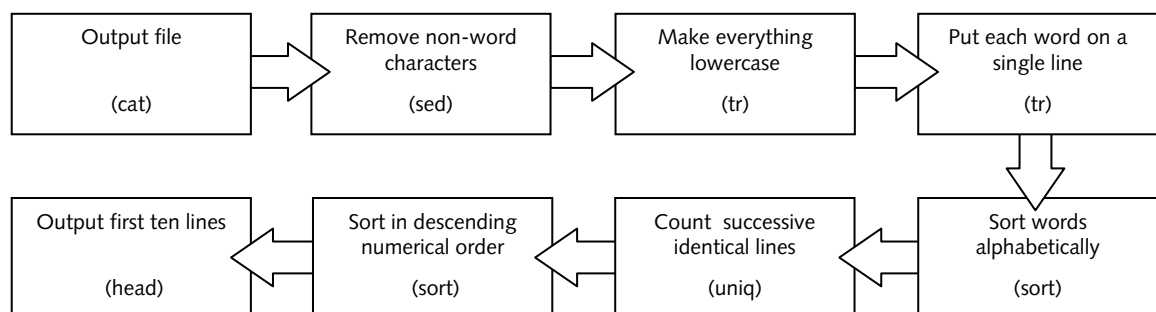 Output file
(cat)
Remove non-word
characters
(sed)
Make everything
lowercase
(tr)
Put each word on a
single line
(tr)
Sort words
alphabetically
(sort)
Count successive
identical lines
(uniq)
Sort in descending
numerical order
(sort)
Output first ten lines
(head)